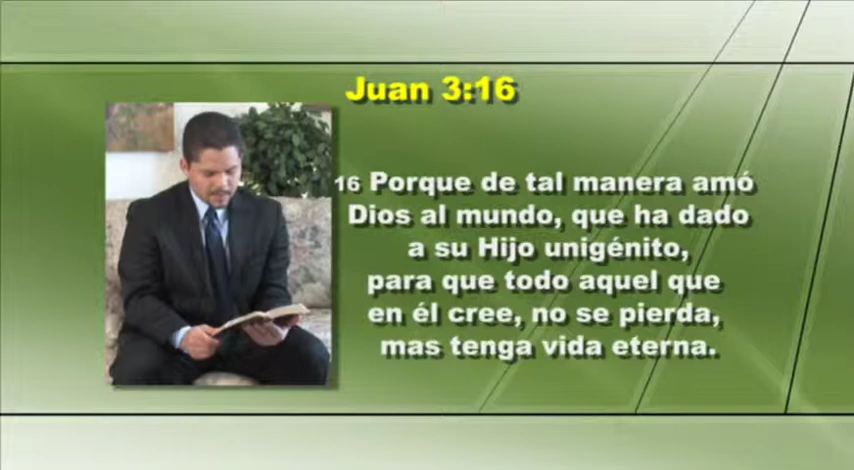 Juan 3:16
16 Porque de tal manera amó
Dios al mundo, que ha dado
a su Hijo unigénito,
para que todo aquel que
en él cree, no se pierda,
mas tenga vida eterna.